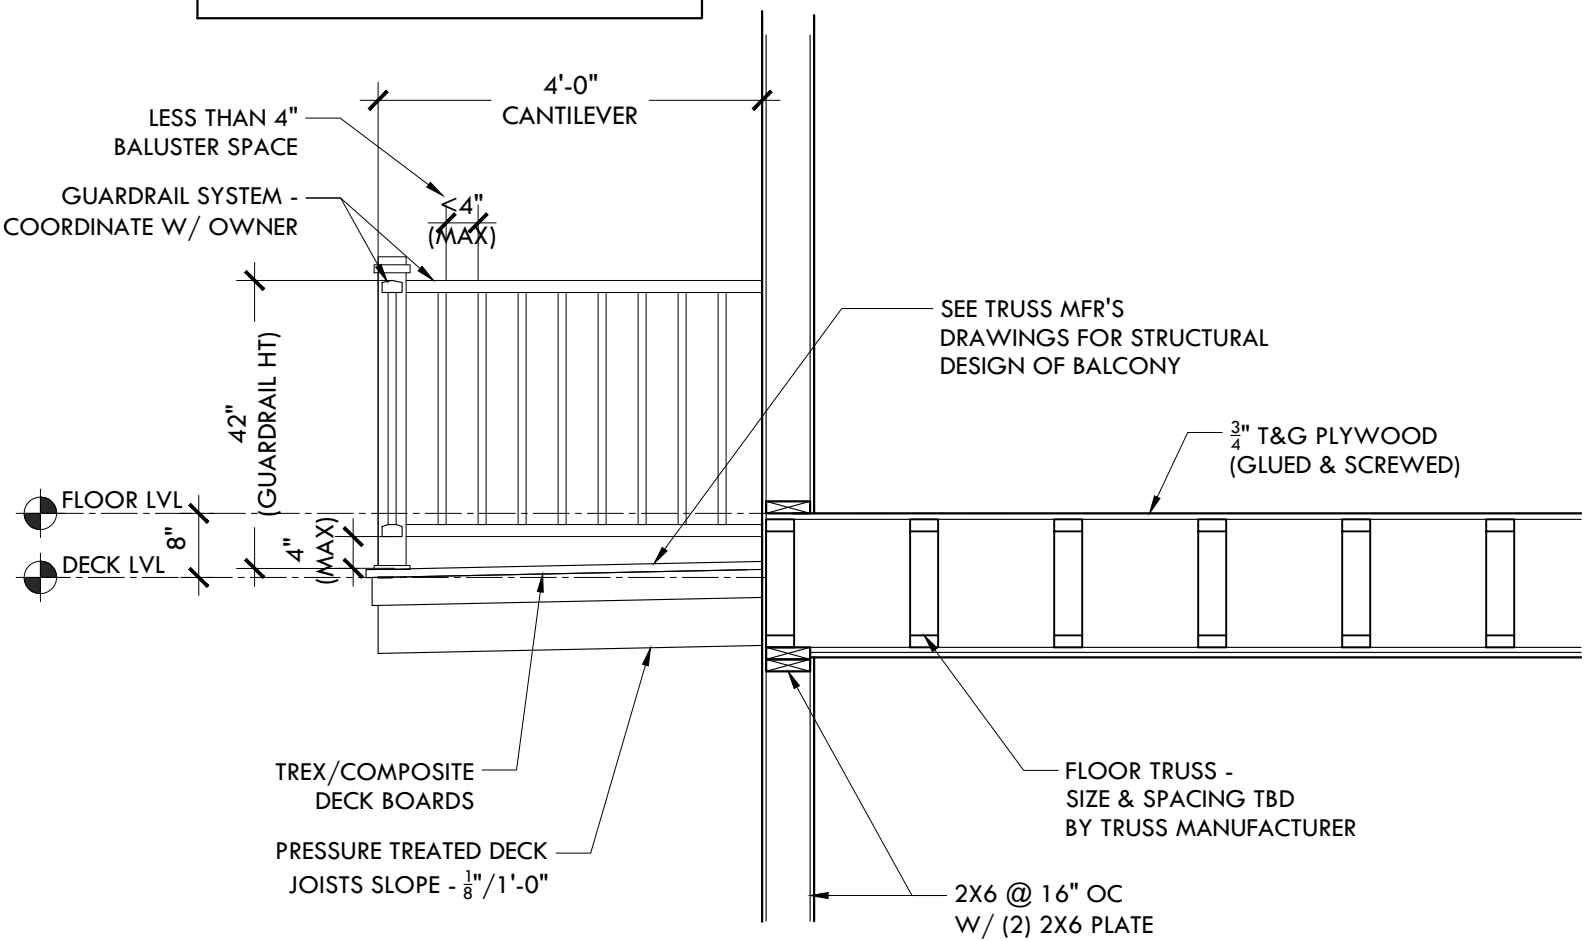 4'-0"
CANTILEVER
LESS THAN 4"
BALUSTER SPACE
GUARDRAIL SYSTEM -
COORDINATE W/ OWNER
<4"
(MAX)
42"
(GUARDRAIL HT)
SEE TRUSS MFR'S
DRAWINGS FOR STRUCTURAL
DESIGN OF BALCONY
3/4" T&G PLYWOOD
(GLUED & SCREWED)
FLOOR LVL
8"
4"
(MAX)
DECK LVL
TREX/COMPOSITE
DECK BOARDS
PRESSURE TREATED DECK
JOISTS SLOPE - 1/8"/1'-0"
FLOOR TRUSS -
SIZE & SPACING TBD
BY TRUSS MANUFACTURER
2X6 @ 16" OC
W/ (2) 2X6 PLATE